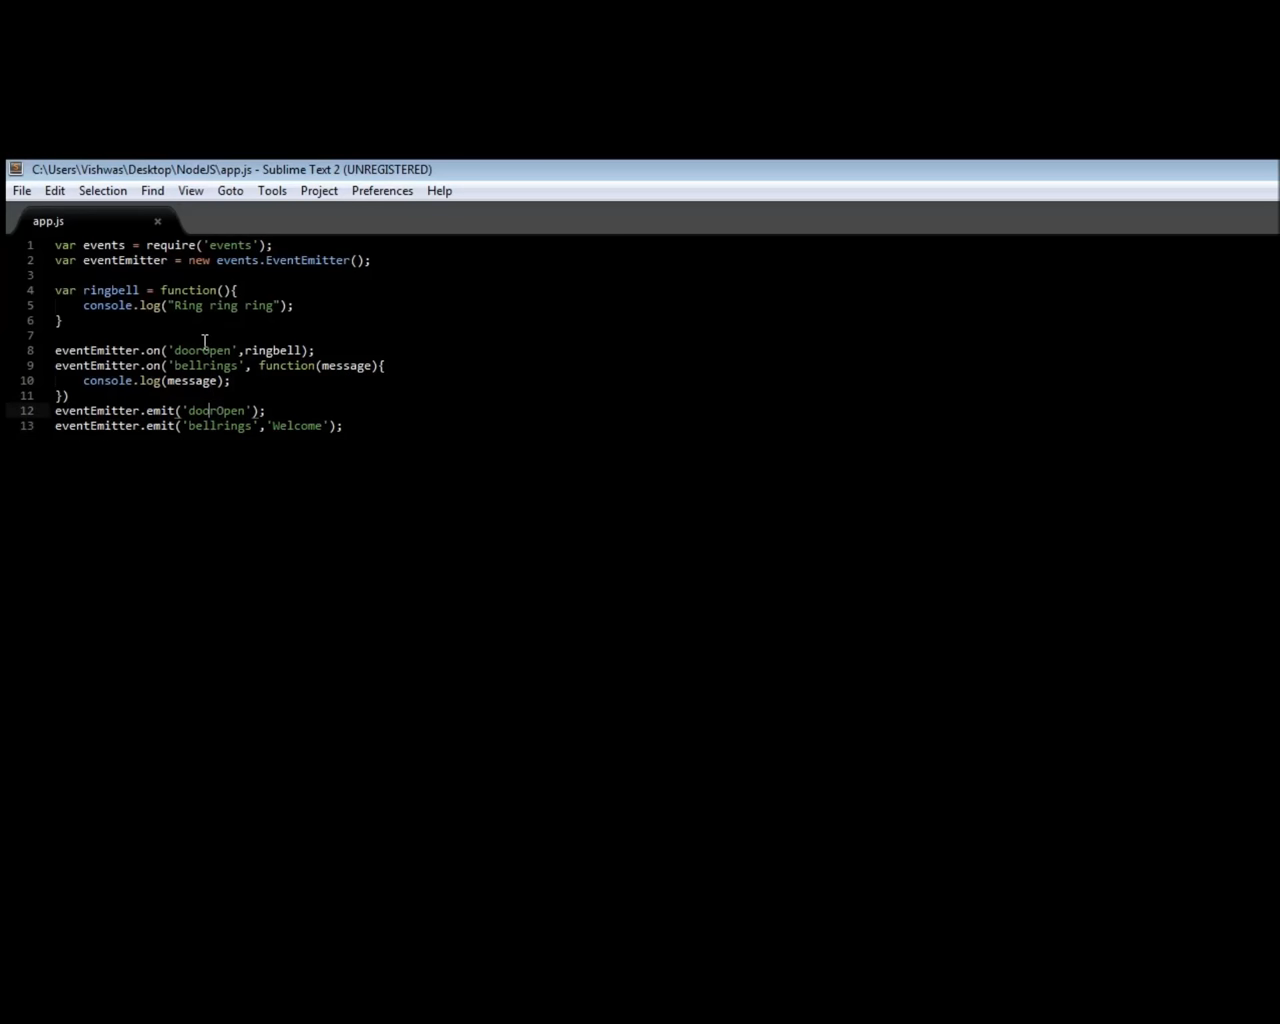 C:\Users\Vishwas\Desktop\NodeJS\app.js - Sublime Text 2 (UNREGISTERED)
File Edit Selection Find View Goto Tools Project Preferences Help
app.js ×
1 var events = require('events');
2 var eventEmitter = new events.EventEmitter();
3
4 var ringbell = function(){
5     console.log("Ring ring ring");
6 }
7
8 eventEmitter.on('doorOpen',ringbell);
9 eventEmitter.on('bellrings', function(message){
10     console.log(message);
11 })
12 eventEmitter.emit('doorOpen');
13 eventEmitter.emit('bellrings','Welcome');